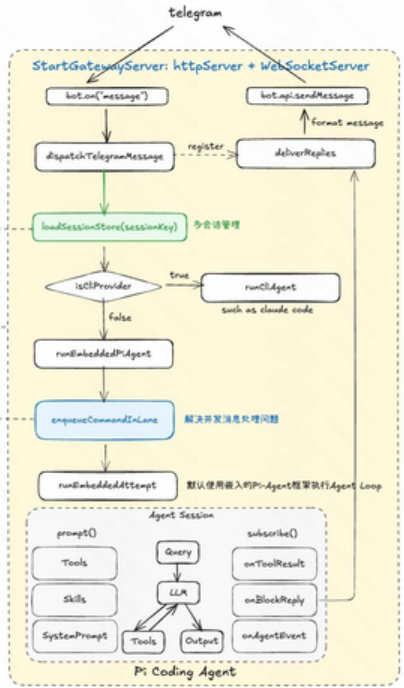 telegram
StartGatewayServer: httpServer + WebSocketServer
bot.on("message")
bot.api.sendMessage
format message
dispatchTelegramMessage
register
deliverReplies
loadSessionStore(sessionKey)
多会话管理
isCliProvider
true
runCliAgent
such as claude code
false
runEmbeddedPiAgent
enqueueCommandInLane
解决并发消息处理问题
runEmbeddedAttempt
默认使用嵌入的Pi-Agent框架执行Agent Loop
Agent Session
prompt()
subscribe()
Tools
Query
onToolResult
Skills
LLM
onBlockReply
SystemPrompt
Tools
Output
onAgentEvent
Pi Coding Agent